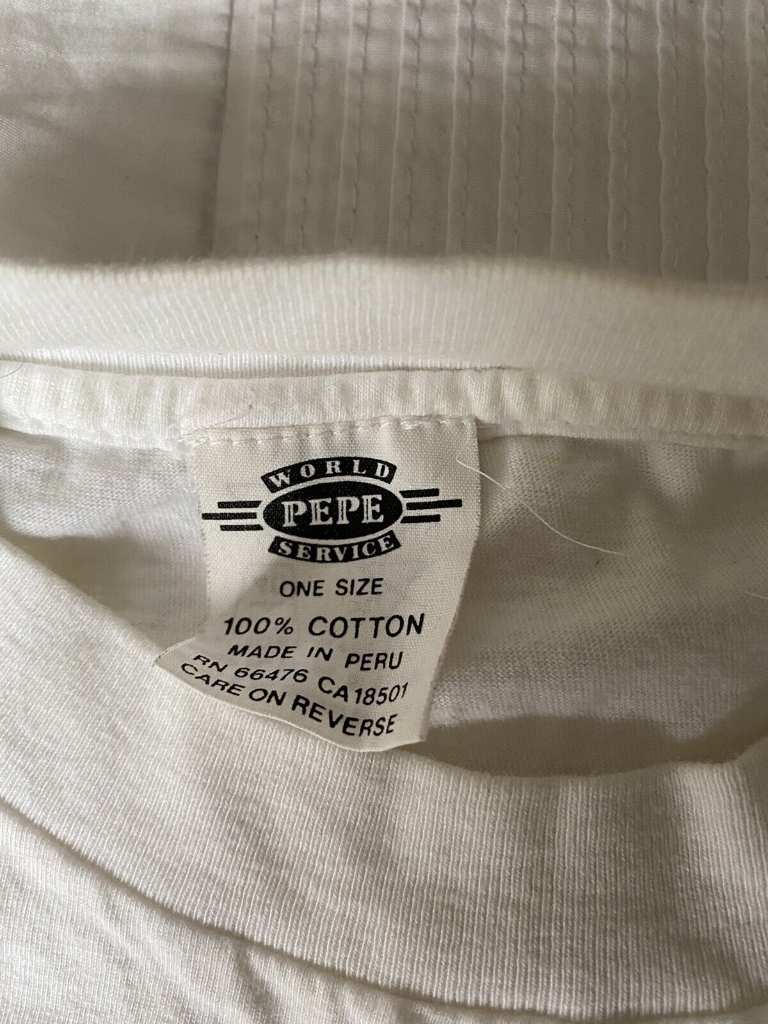 WORLD
PEPE
SERVICE
ONE SIZE
100% COTTON
MADE IN PERU
RN 66476 CA18501
CARE ON REVERSE